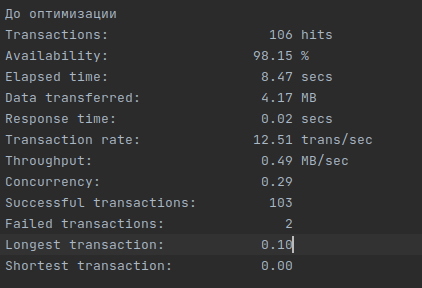 До оптимизации
Transactions: 106 hits
Availability: 98.15 %
Elapsed time: 8.47 secs
Data transferred: 4.17 MB
Response time: 0.02 secs
Transaction rate: 12.51 trans/sec
Throughput: 0.49 MB/sec
Concurrency: 0.29
Successful transactions: 103
Failed transactions: 2
Longest transaction: 0.10
Shortest transaction: 0.00